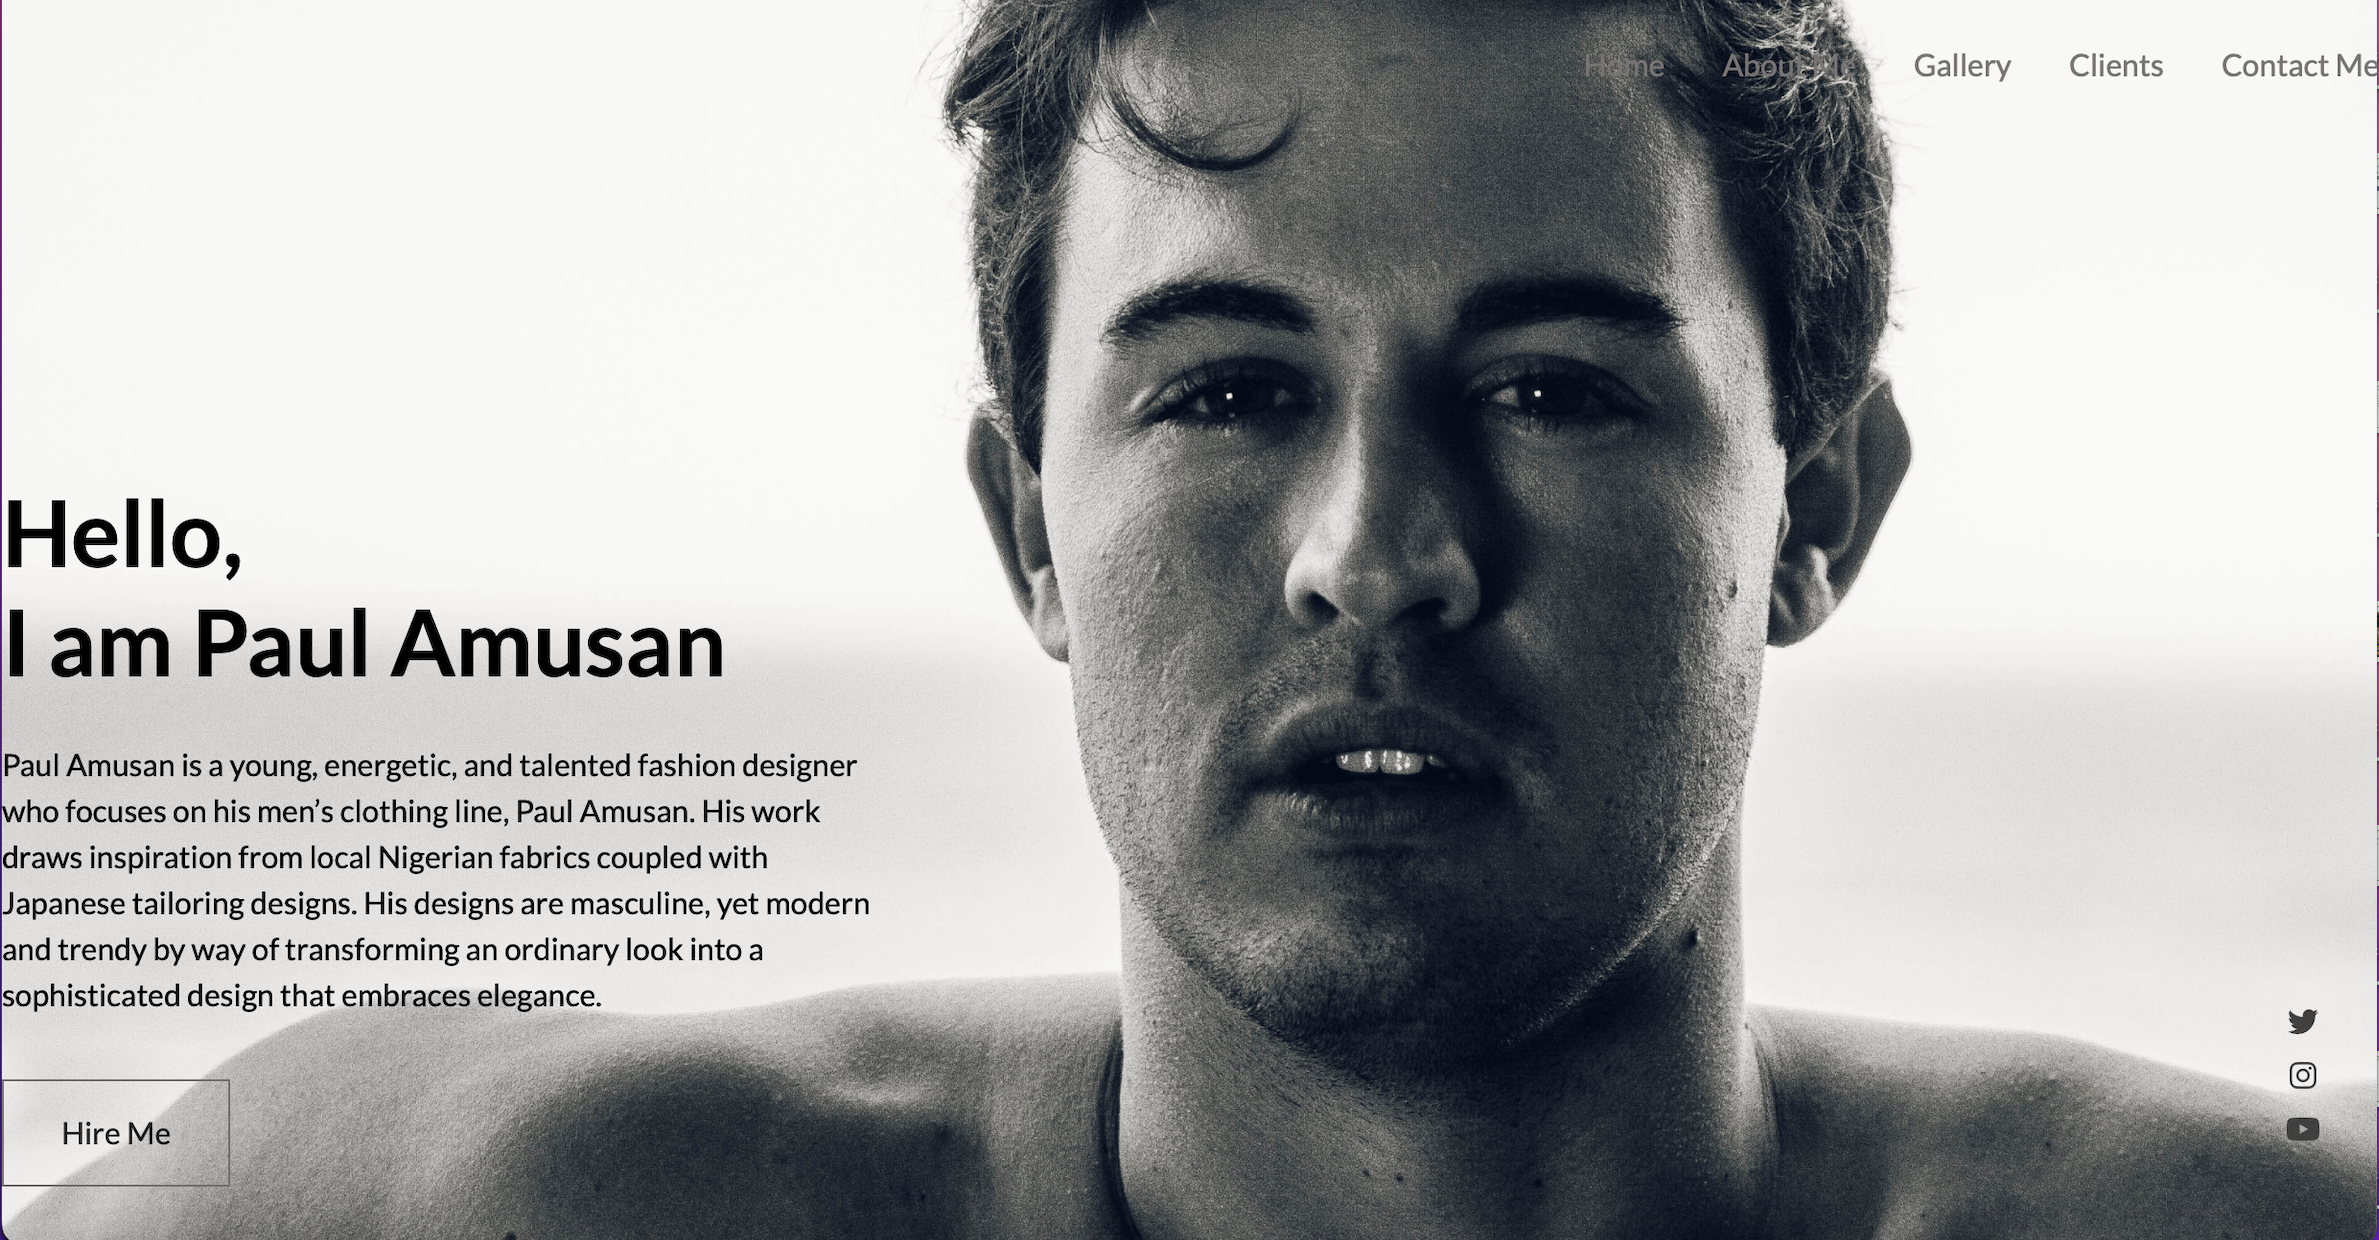 Home About Me Gallery Clients Contact Me
Hello,
I am Paul Amusan
Paul Amusan is a young, energetic, and talented fashion designer
who focuses on his men’s clothing line, Paul Amusan. His work
draws inspiration from local Nigerian fabrics coupled with
Japanese tailoring designs. His designs are masculine, yet modern
and trendy by way of transforming an ordinary look into a
sophisticated design that embraces elegance.
Hire Me